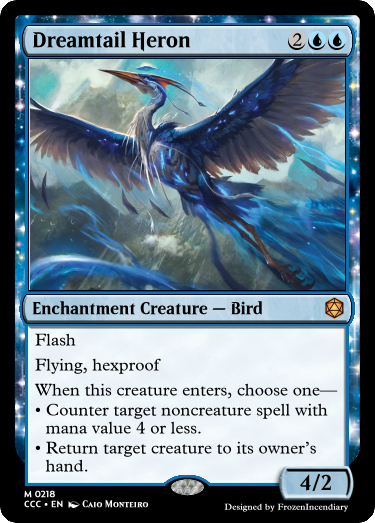 Dreamtail Heron 2
Enchantment Creature — Bird
Flash
Flying, hexproof
When this creature enters, choose one—
• Counter target noncreature spell with
mana value 4 or less.
• Return target creature to its owner's
hand.
4/2
M 0218
CCC • EN Caio Monteiro
Designed by FrozenIncendiary